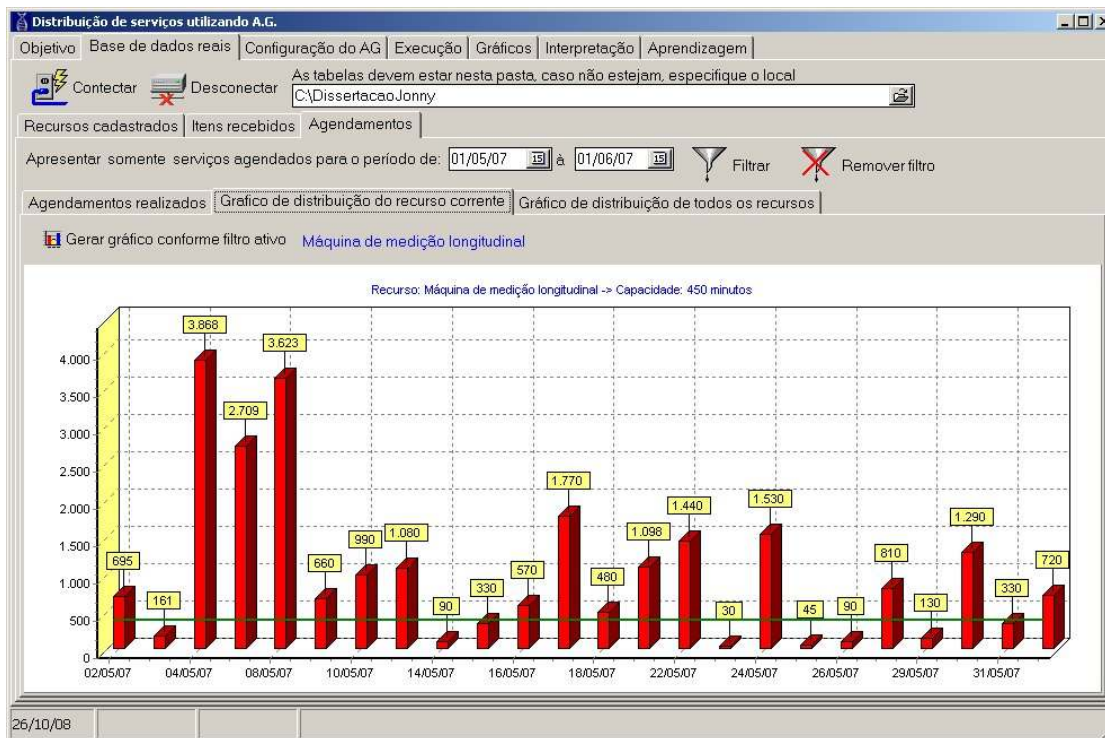 Distribuição de serviços utilizando A.G.
Objetivo Base de dados reais Configuração do AG Execução Gráficos Interpretação Aprendizagem
As tabelas devem estar nesta pasta, caso não estejam, especifique o local
Contectar Desconectar C:\DissertacaoJonny
Recursos cadastrados Itens recebidos Agendamentos
Apresentar somente serviços agendados para o período de: 01/05/07 15 à 01/06/07 15 Filtrar Remover filtro
Agendamentos realizados Grafico de distribuição do recurso corrente Gráfico de distribuição de todos os recursos
Gerar gráfico conforme filtro ativo Máquina de medição longitudinal
Recurso: Máquina de medição longitudinal -> Capacidade: 450 minutos
4.000
3.500
3.000
2.500
2.000
1.500
1.000
500
0
695 161 3.868 2.709 3.623 660 990 1.080 90 330 570 1.770 480 1.098 1.440 30 1.530 45 90 810 130 1.290 330 720
02/05/07 04/05/07 08/05/07 10/05/07 14/05/07 16/05/07 18/05/07 22/05/07 24/05/07 26/05/07 29/05/07 31/05/07
26/10/08